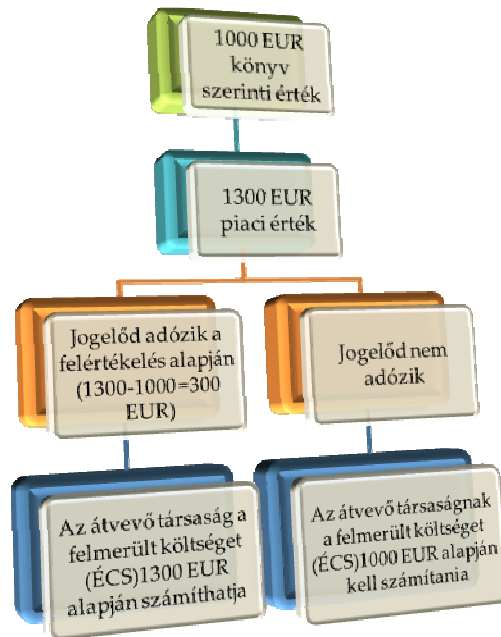 1000 EUR
könyv
szerinti érték
1300 EUR
piaci érték
Jogelőd adózik a
felértékelés alapján
(1300-1000=300
EUR)
Jogelőd nem
adózik
Az átvevő társaság a
felmerült költséget
(ÉCS)1300 EUR
alapján számíthatja
Az átvevő társaságnak
a felmerült költséget
(ÉCS)1000 EUR alapján
kell számítania